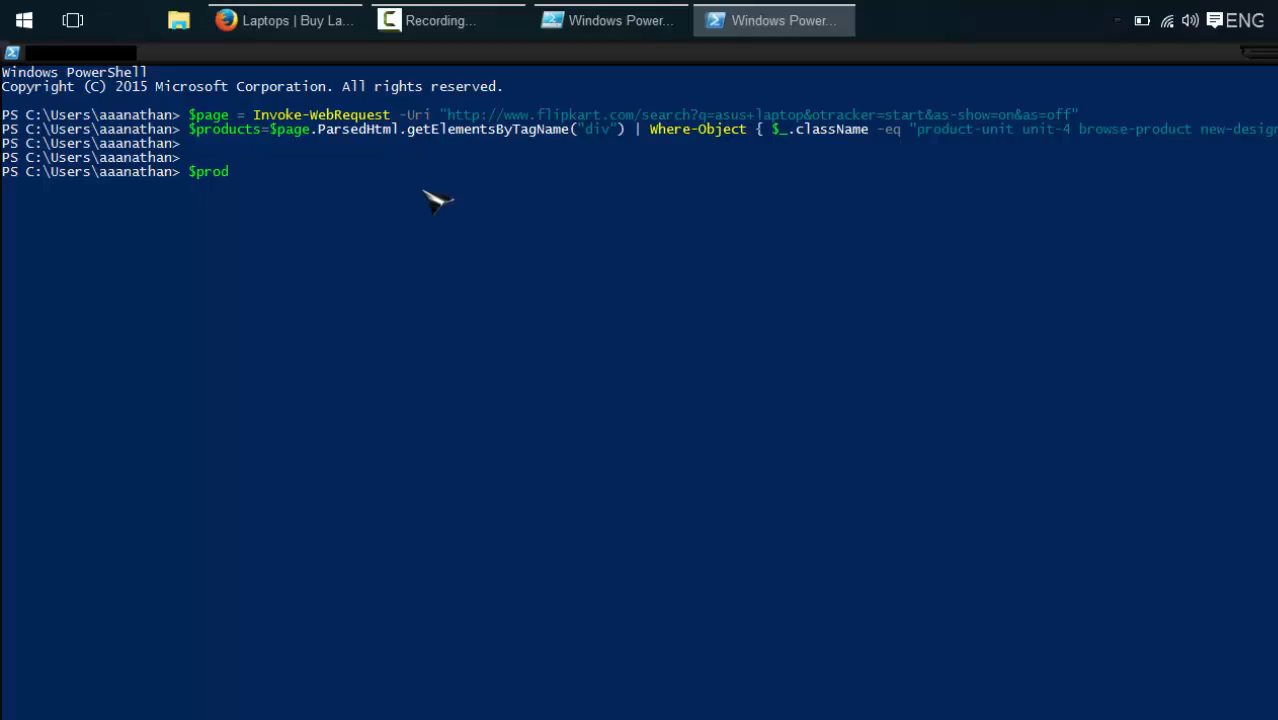 Laptops | Buy La... Recording... Windows Power... Windows Power... ENG
Windows PowerShell
Copyright (C) 2015 Microsoft Corporation. All rights reserved.
PS C:\Users\aaanathan> $page = Invoke-WebRequest -Uri "http://www.flipkart.com/search?q=asus+laptop&otracker=start&as-show=on&as=off"
PS C:\Users\aaanathan> $products=$page.ParsedHtml.getElementsByTagName("div") | Where-Object { $_.className -eq "product-unit unit-4 browse-product new-design
PS C:\Users\aaanathan>
PS C:\Users\aaanathan>
PS C:\Users\aaanathan> $prod